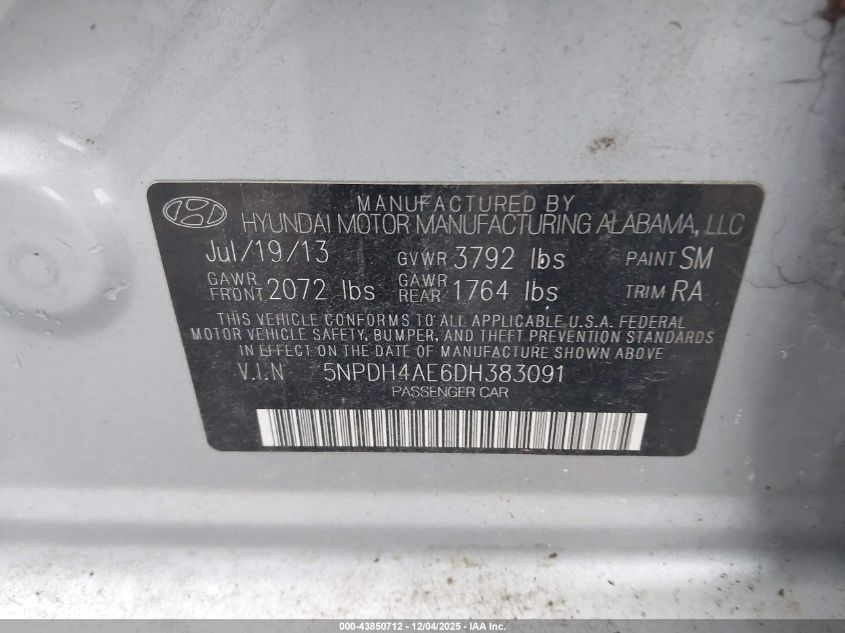 MANUFACTURED BY
HYUNDAI MOTOR MANUFACTURING ALABAMA, LLC
Jul/19/13 GVWR 3792 lbs PAINT SM
GAWR FRONT 2072 lbs GAWR REAR 1764 lbs TRIM RA
THIS VEHICLE CONFORMS TO ALL APPLICABLE U.S.A. FEDERAL
MOTOR VEHICLE SAFETY, BUMPER, AND THEFT PREVENTION STANDARDS
IN EFFECT ON THE DATE OF MANUFACTURE SHOWN ABOVE
V.I.N 5NPDH4AE6DH383091
PASSENGER CAR
000-43850712 - 12/04/2025 - IAA Inc.